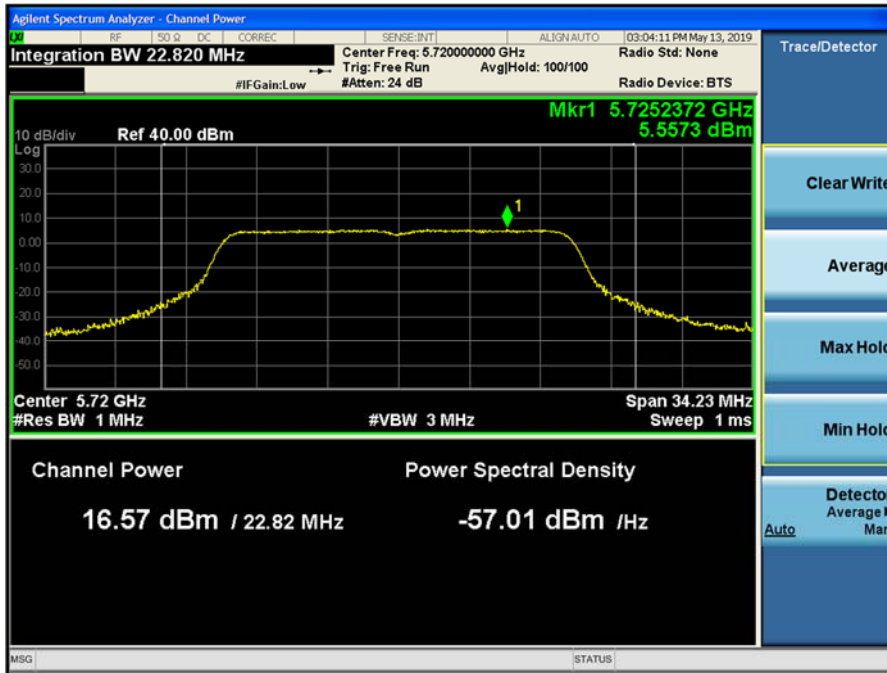 Agilent Spectrum Analyzer - Channel Power
LXI RF 50 Ω DC CORREC SENSE:INT ALIGN AUTO 03:04:11 PM May 13, 2019
Integration BW 22.820 MHz Center Freq: 5.720000000 GHz Radio Std: None
Trig: Free Run Avg|Hold: 100/100
#IFGain:Low #Atten: 24 dB Radio Device: BTS
Mkr1 5.7252372 GHz
5.5573 dBm
10 dB/div Ref 40.00 dBm
Log
30.0
20.0
10.0
0.00
-10.0
-20.0
-30.0
-40.0
-50.0
1
Center 5.72 GHz Span 34.23 MHz
#Res BW 1 MHz #VBW 3 MHz Sweep 1 ms
Channel Power Power Spectral Density
16.57 dBm / 22.82 MHz -57.01 dBm /Hz
Trace/Detector
Clear Write
Average
Max Hold
Min Hold
Detecto
Average
Auto Man
MSG STATUS